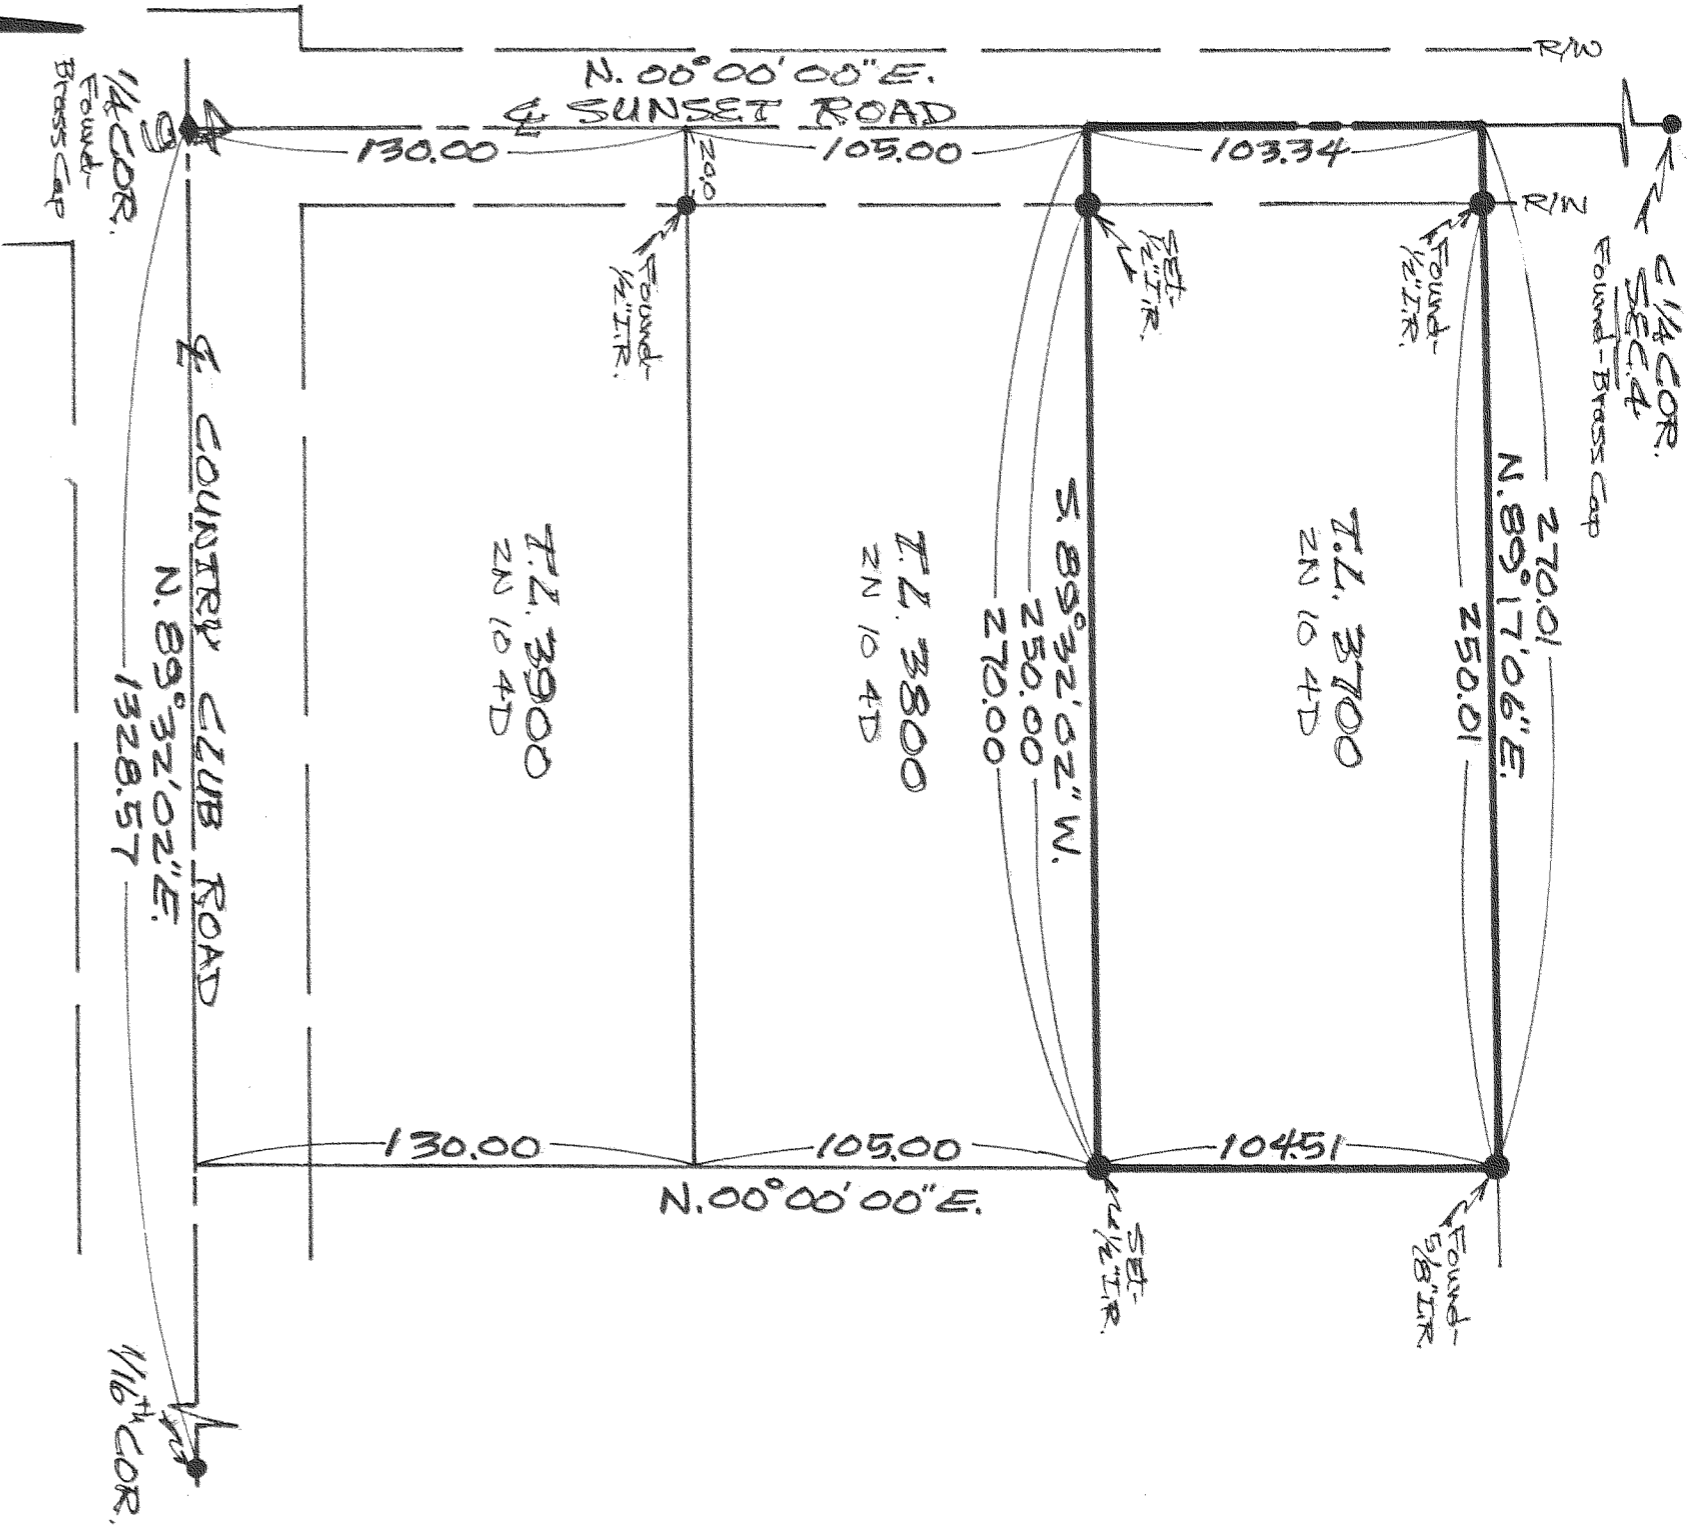 R/W
N. 00°00'00"E.
℄ SUNSET ROAD
130.00
105.00
103.34
20.0
R/W
1/4 COR.
Found-
Brass Cap
4
9
C 1/4 COR.
SEC. 4
Found-Brass Cap
Found-
1/2" I.R.
SET-
1/2" I.R.
Found-
1/2" I.R.
270.01
N. 89°17'06"E.
250.01
T.L. 3700
2N 10 4D
S. 89°32'02" W.
250.00
270.00
T.L. 3800
2N 10 4D
T.L. 3900
2N 10 4D
℄ COUNTRY CLUB ROAD
N. 89°32'02"E.
1328.57
130.00
105.00
104.51
N. 00°00'00"E.
SET-
1/2" I.R.
Found-
5/8" I.R.
1/16th COR.